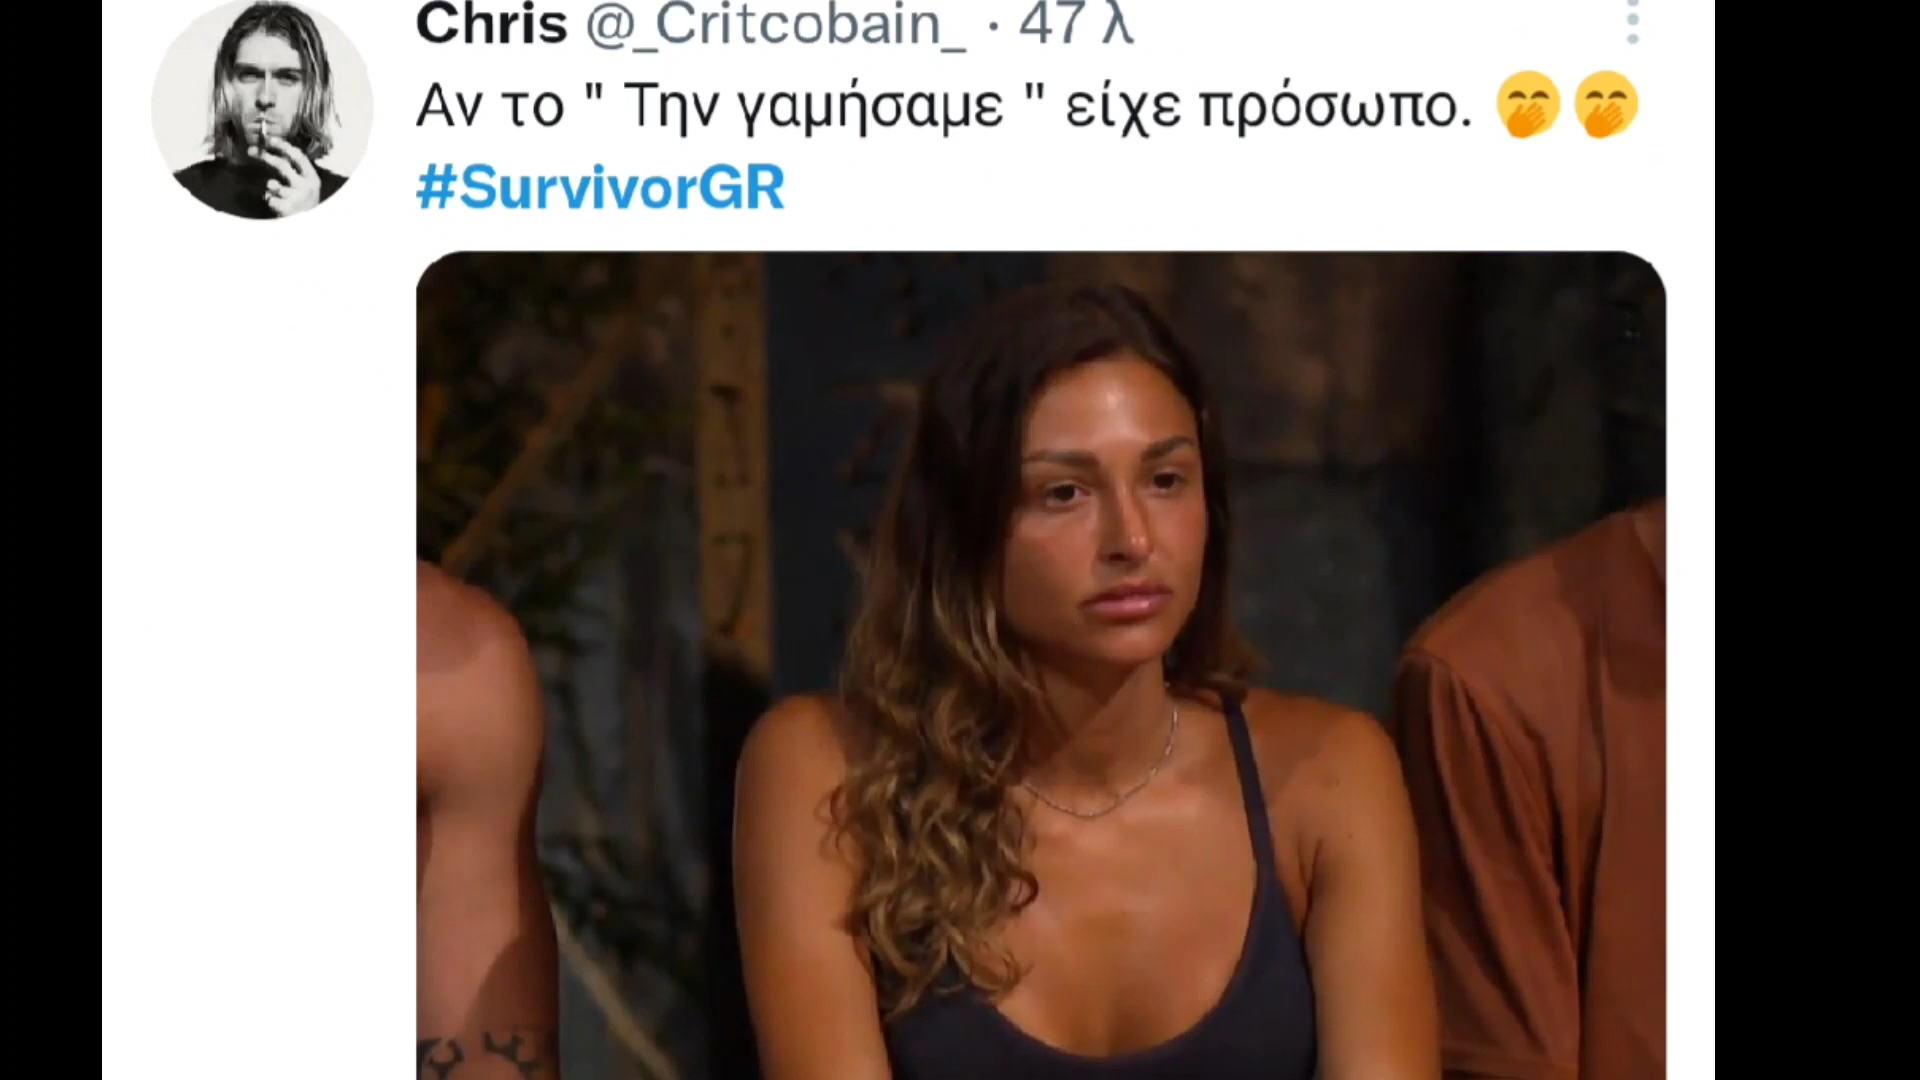 Chris @_Critcobain_ · 47 λ
Αν το " Την γαμήσαμε " είχε πρόσωπο. 🤭🤭
#SurvivorGR